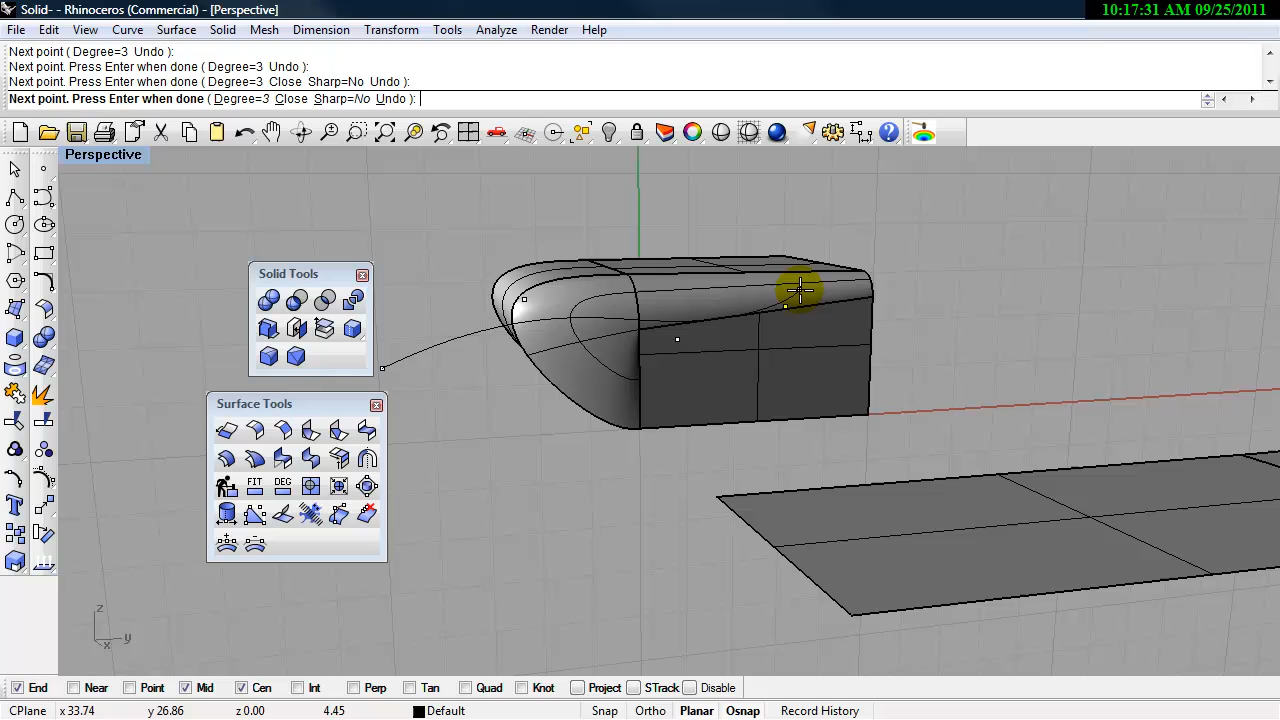 Solid- - Rhinoceros (Commercial) - [Perspective]
10:17:31 AM 09/25/2011
File Edit View Curve Surface Solid Mesh Dimension Transform Tools Analyze Render Help
Next point ( Degree=3 Undo ):
Next point. Press Enter when done ( Degree=3 Undo ):
Next point. Press Enter when done ( Degree=3 Close Sharp=No Undo ):
Next point. Press Enter when done ( Degree=3 Close Sharp=No Undo ):
Perspective
Solid Tools
Surface Tools
FIT DEG
z
y
x
End Near Point Mid Cen Int Perp Tan Quad Knot Project STrack Disable
CPlane x 33.74 y 26.86 z 0.00 4.45 Default Snap Ortho Planar Osnap Record History